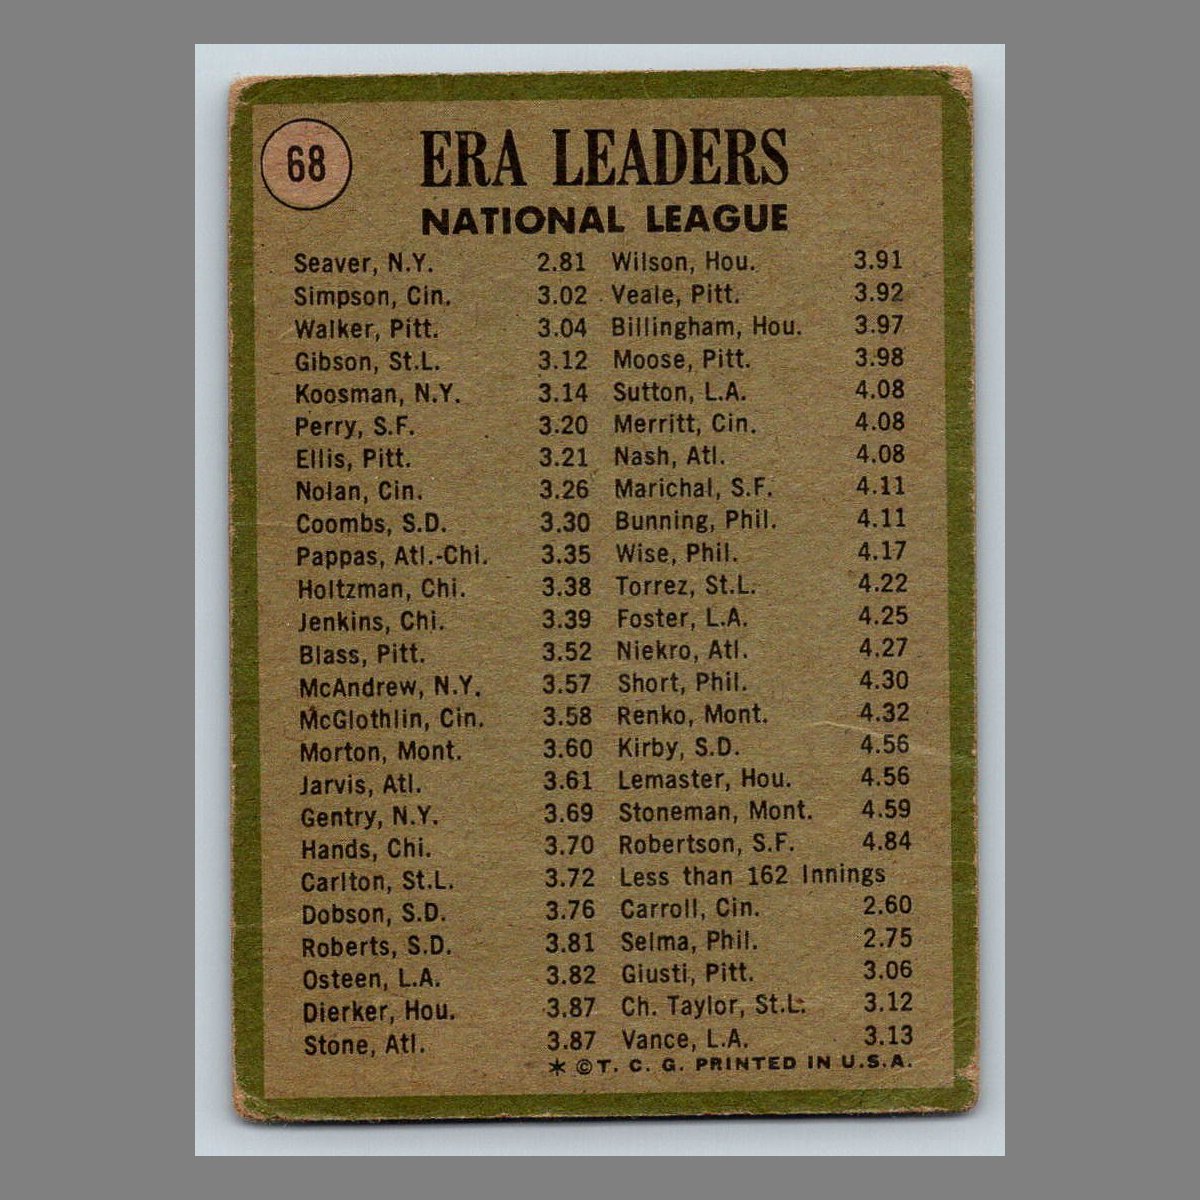 68
ERA LEADERS
NATIONAL LEAGUE
Seaver, N.Y. 2.81
Simpson, Cin. 3.02
Walker, Pitt. 3.04
Gibson, St.L. 3.12
Koosman, N.Y. 3.14
Perry, S.F. 3.20
Ellis, Pitt. 3.21
Nolan, Cin. 3.26
Coombs, S.D. 3.30
Pappas, Atl.-Chi. 3.35
Holtzman, Chi. 3.38
Jenkins, Chi. 3.39
Blass, Pitt. 3.52
McAndrew, N.Y. 3.57
McGlothlin, Cin. 3.58
Morton, Mont. 3.60
Jarvis, Atl. 3.61
Gentry, N.Y. 3.69
Hands, Chi. 3.70
Carlton, St.L. 3.72
Dobson, S.D. 3.76
Roberts, S.D. 3.81
Osteen, L.A. 3.82
Dierker, Hou. 3.87
Stone, Atl. 3.87
Wilson, Hou. 3.91
Veale, Pitt. 3.92
Billingham, Hou. 3.97
Moose, Pitt. 3.98
Sutton, L.A. 4.08
Merritt, Cin. 4.08
Nash, Atl. 4.08
Marichal, S.F. 4.11
Bunning, Phil. 4.11
Wise, Phil. 4.17
Torrez, St.L. 4.22
Foster, L.A. 4.25
Niekro, Atl. 4.27
Short, Phil. 4.30
Renko, Mont. 4.32
Kirby, S.D. 4.56
Lemaster, Hou. 4.56
Stoneman, Mont. 4.59
Robertson, S.F. 4.84
Less than 162 Innings
Carroll, Cin. 2.60
Selma, Phil. 2.75
Giusti, Pitt. 3.06
Ch. Taylor, St.L. 3.12
Vance, L.A. 3.13
* ©T. C. G. PRINTED IN U.S.A.